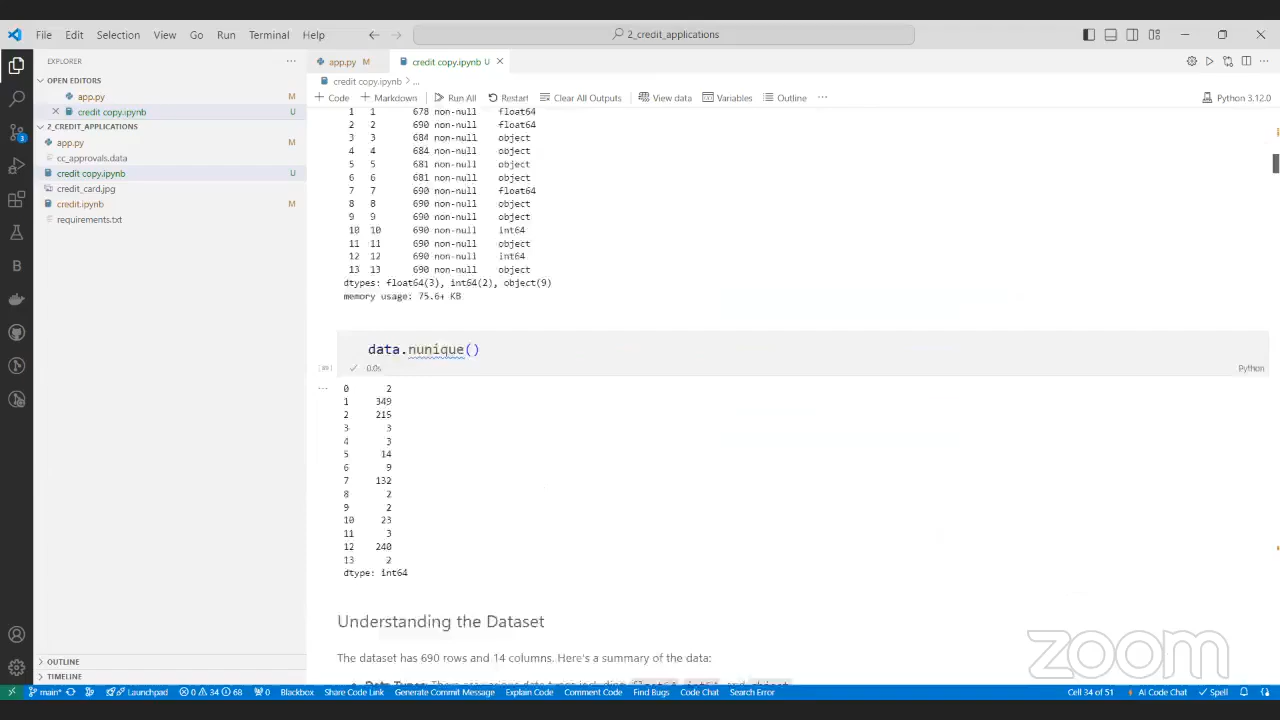 File Edit Selection View Go Run Terminal Help 2_credit_applications
EXPLORER
OPEN EDITORS
app.py M
credit copy.ipynb U
2_CREDIT_APPLICATIONS
app.py M
cc_approvals.data
credit copy.ipynb U
credit_card.jpg
credit.ipynb M
requirements.txt
OUTLINE
TIMELINE
app.py M credit copy.ipynb U
credit copy.ipynb > ...
+ Code + Markdown Run All Restart Clear All Outputs View data Variables Outline ... Python 3.12.0
1 1 678 non-null float64
2 2 690 non-null float64
3 3 684 non-null object
4 4 684 non-null object
5 5 681 non-null object
6 6 681 non-null object
7 7 690 non-null float64
8 8 690 non-null object
9 9 690 non-null object
10 10 690 non-null int64
11 11 690 non-null object
12 12 690 non-null int64
13 13 690 non-null object
dtypes: float64(3), int64(2), object(9)
memory usage: 75.6+ KB
data.nunique()
0.0s Python
0 2
1 349
2 215
3 3
4 3
5 14
6 9
7 132
8 2
9 2
10 23
11 3
12 240
13 2
dtype: int64
Understanding the Dataset
The dataset has 690 rows and 14 columns. Here's a summary of the data:
zoom
main* Launchpad 0 34 68 0 Blackbox Share Code Link Generate Commit Message Explain Code Comment Code Find Bugs Code Chat Search Error Cell 34 of 51 AI Code Chat Spell